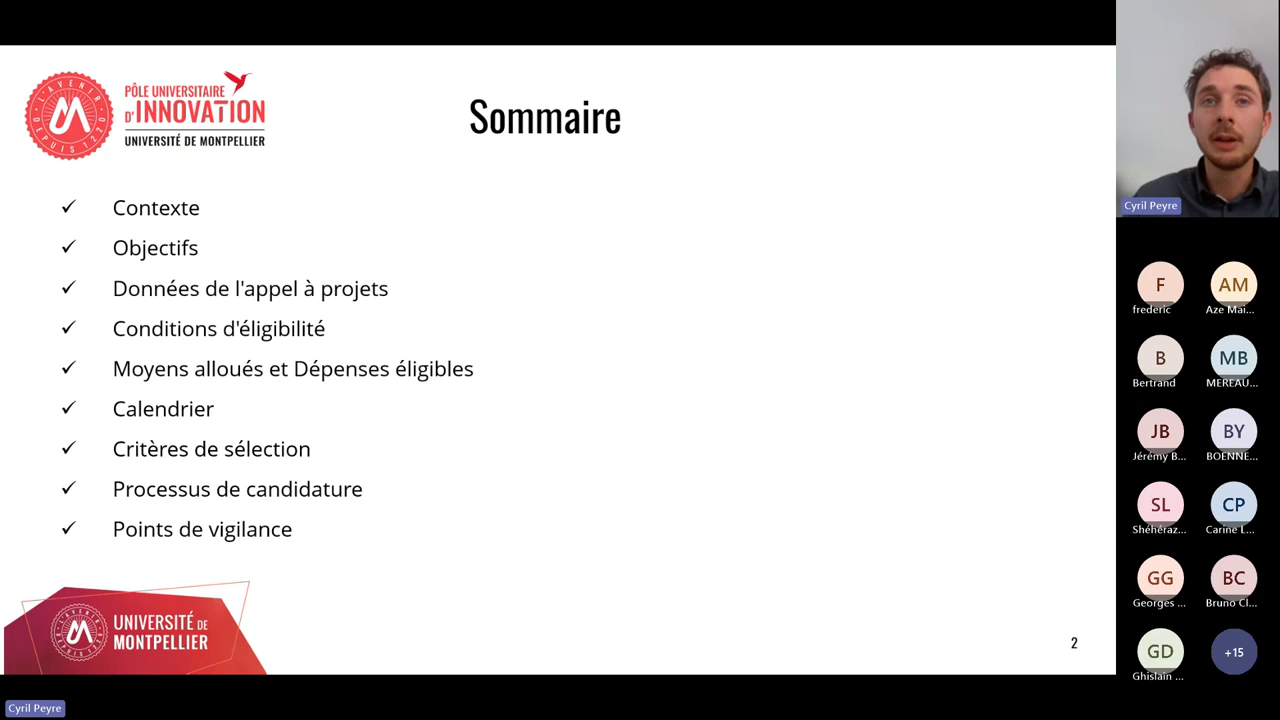 L'AVENIR DEPUIS 1220
PÔLE UNIVERSITAIRE
D'INNOVATION
UNIVERSITÉ DE MONTPELLIER
Sommaire
✓ Contexte
✓ Objectifs
✓ Données de l'appel à projets
✓ Conditions d'éligibilité
✓ Moyens alloués et Dépenses éligibles
✓ Calendrier
✓ Critères de sélection
✓ Processus de candidature
✓ Points de vigilance
UNIVERSITÉ DE
MONTPELLIER
2
Cyril Peyre
Cyril Peyre
F AM
frederic Aze Mai...
B MB
Bertrand MEREAU...
JB BY
Jérémy B... BOENNE...
SL CP
Shéhéraz... Carine L...
GG BC
Georges ... Bruno Cl...
GD +15
Ghislain ...